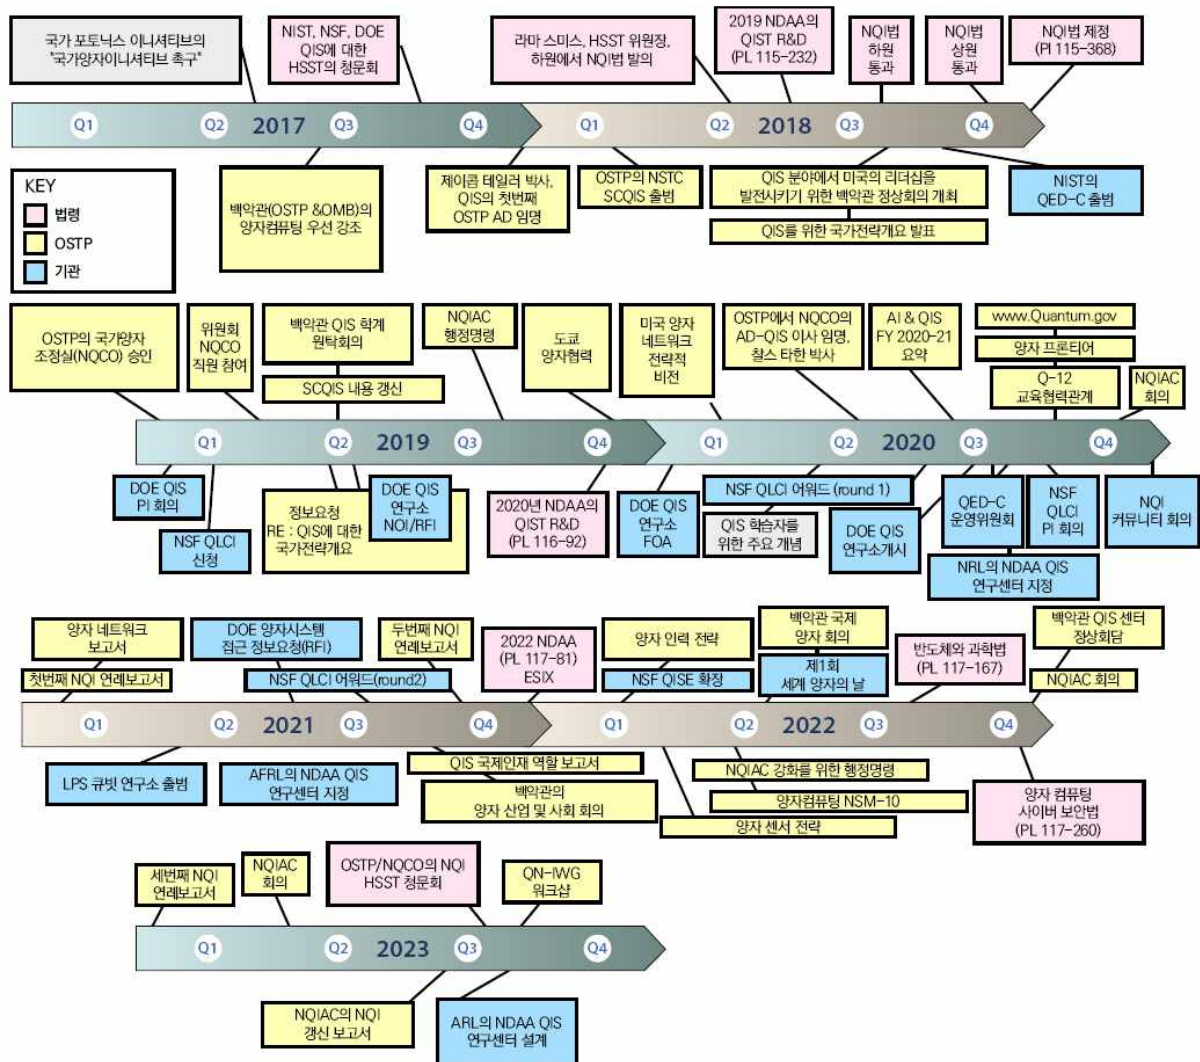 국가 포토닉스 이니셔티브의
"국가양자이니셔티브 촉구"
NIST, NSF, DOE
QIS에 대한
HSST의 청문회
라마 스미스, HSST 위원장,
하원에서 NQI법 발의
2019 NDAA의
QIST R&D
(PL 115-232)
NQI법
하원
통과
NQI법
상원
통과
NQI법 제정
(Pl 115-368)
Q1 Q2 2017 Q3 Q4 Q1 Q2 2018 Q3 Q4
KEY
법령
OSTP
기관
백악관(OSTP &OMB)의
양자컴퓨팅 우선 강조
제이콥 테일러 박사,
QIS의 첫번째
OSTP AD 임명
OSTP의 NSTC
SCQIS 출범
QIS 분야에서 미국의 리더십을
발전시키기 위한 백악관 정상회의 개최
QIS를 위한 국가전략개요 발표
NIST의
QED-C 출범
OSTP의 국가양자
조정실(NQCO) 승인
위원회
NQCO
직원 참여
백악관 QIS 학계
원탁회의
SCQIS 내용 갱신
NQIAC
행정명령
도쿄
양자협력
미국 양자
네트워크
전략적
비전
OSTP에서 NQCO의
AD-QIS 이사 임명,
찰스 타한 박사
AI & QIS
FY 2020-21
요약
www.Quantum.gov
양자 프론티어
Q-12
교육협력관계
NQIAC
회의
Q1 Q2 2019 Q3 Q4 Q1 Q2 2020 Q3 Q4
DOE QIS
PI 회의
NSF QLCI
신청
정보요청
RE : QIS에 대한
국가전략개요
DOE QIS
연구소
NOI/RFI
2020년 NDAA의
QIST R&D
(PL 116-92)
DOE QIS
연구소
FOA
NSF QLCI 어워드 (round 1)
QIS 학습자를
위한 주요 개념
DOE QIS
연구소개시
QED-C
운영위원회
NRL의 NDAA QIS
연구센터 지정
NSF
QLCI
PI 회의
NQI
커뮤니티 회의
양자 네트워크
보고서
첫번째 NQI 연례보고서
DOE 양자시스템
접근 정보요청(RFI)
NSF QLCI 어워드(round2)
두번째 NQI
연례보고서
2022 NDAA
(PL 117-81)
ESIX
양자 인력 전략
NSF QISE 확장
백악관 국제
양자 회의
제1회
세계 양자의 날
반도체와 과학법
(PL 117-167)
백악관 QIS 센터
정상회담
NQIAC 회의
Q1 Q2 2021 Q3 Q4 Q1 Q2 2022 Q3 Q4
LPS 큐빗 연구소 출범
AFRL의 NDAA QIS
연구센터 지정
QIS 국제인재 역할 보고서
백악관의
양자 산업 및 사회 회의
NQIAC 강화를 위한 행정명령
양자컴퓨팅 NSM-10
양자 센서 전략
양자 컴퓨팅
사이버 보안법
(PL 117-260)
세번째 NQI
연례보고서
NQIAC
회의
OSTP/NQCO의 NQI
HSST 청문회
QN-IWG
워크샵
Q1 Q2 2023 Q3 Q4
NQIAC의 NQI
갱신 보고서
ARL의 NDAA QIS
연구센터 설계